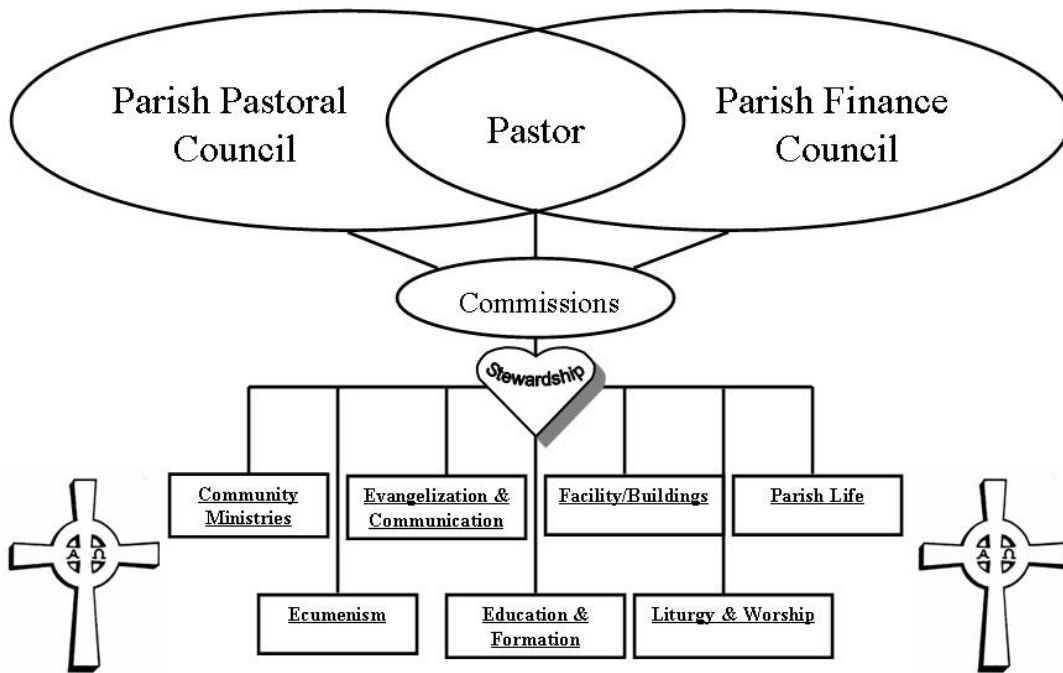 Parish Pastoral
Council
Pastor
Parish Finance
Council
Commissions
Stewardship
Community
Ministries
Evangelization &
Communication
Facility/Buildings
Parish Life
Α Ω
Α Ω
Ecumenism
Education &
Formation
Liturgy & Worship